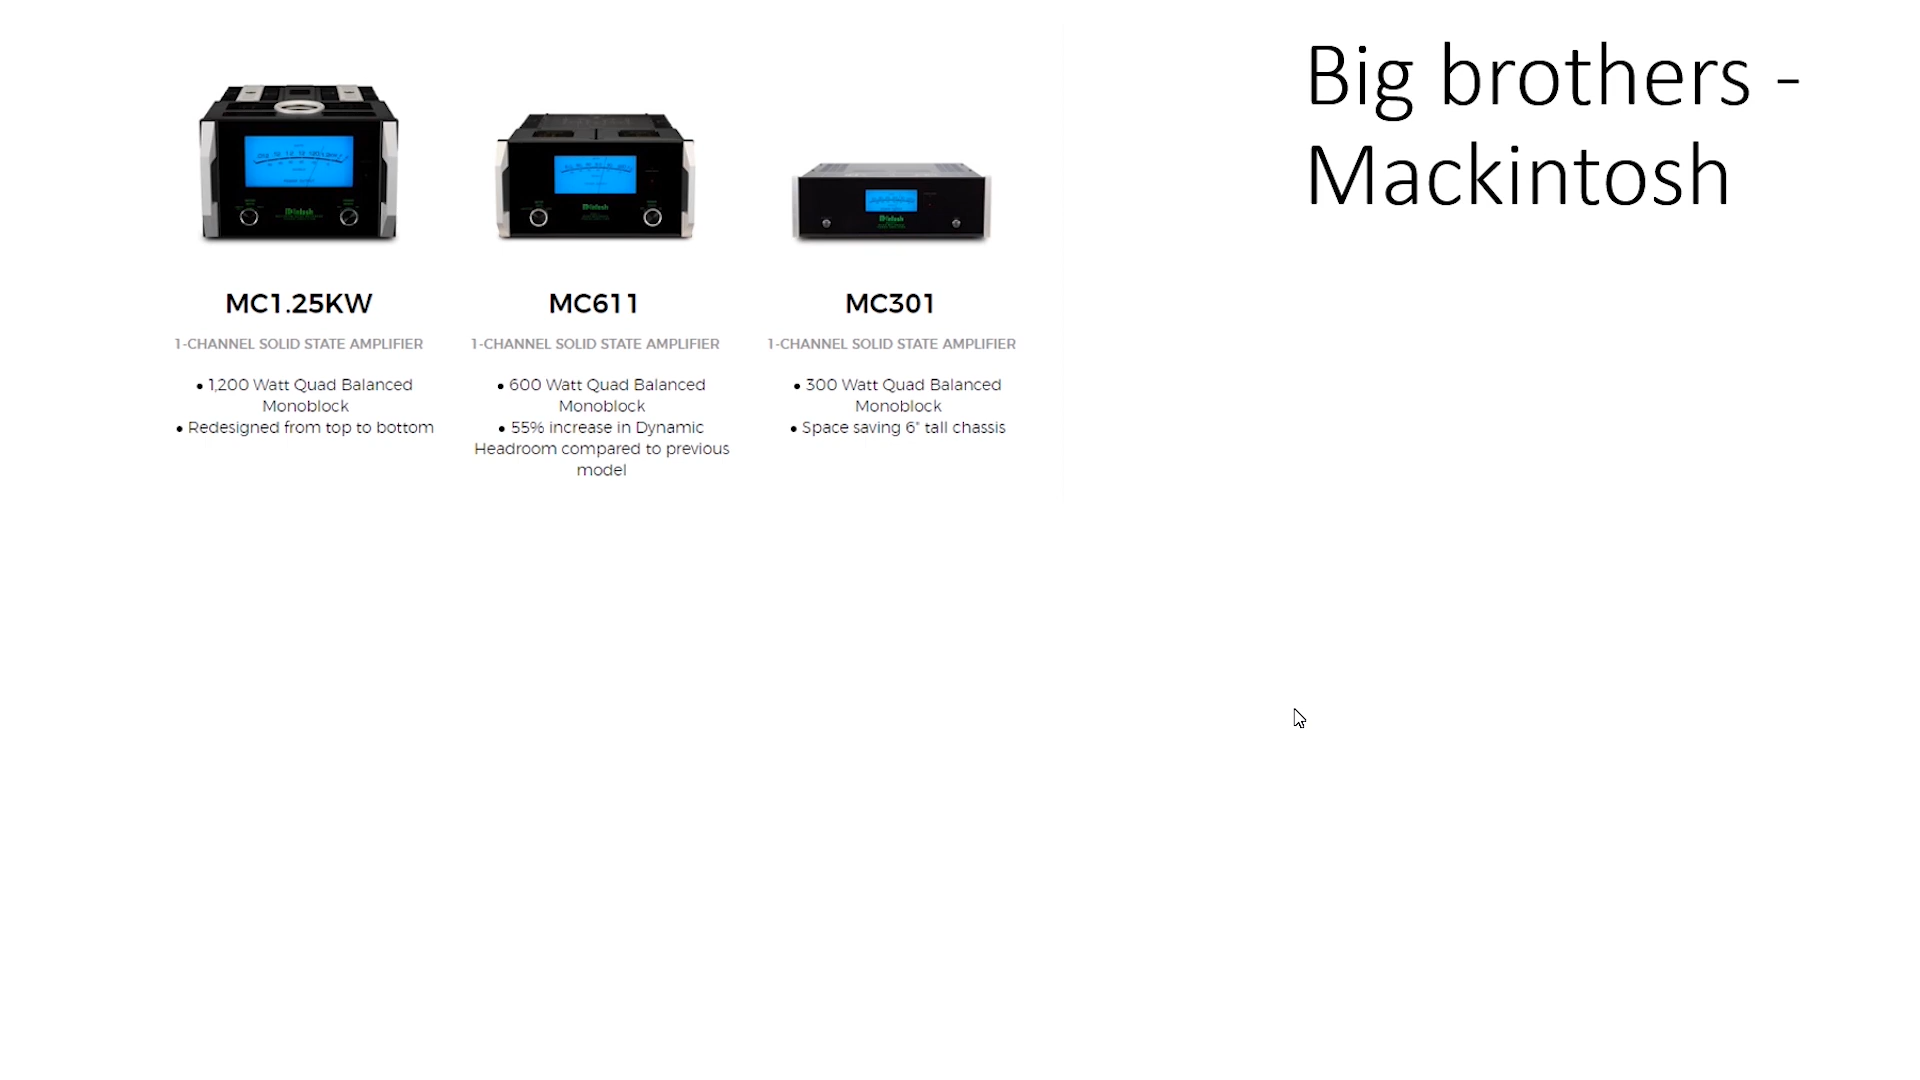 Big brothers -
Mackintosh
McIntosh
McIntosh
McIntosh
MC1.25KW
1-CHANNEL SOLID STATE AMPLIFIER
• 1,200 Watt Quad Balanced
Monoblock
• Redesigned from top to bottom
MC611
1-CHANNEL SOLID STATE AMPLIFIER
• 600 Watt Quad Balanced
Monoblock
• 55% increase in Dynamic
Headroom compared to previous
model
MC301
1-CHANNEL SOLID STATE AMPLIFIER
• 300 Watt Quad Balanced
Monoblock
• Space saving 6" tall chassis